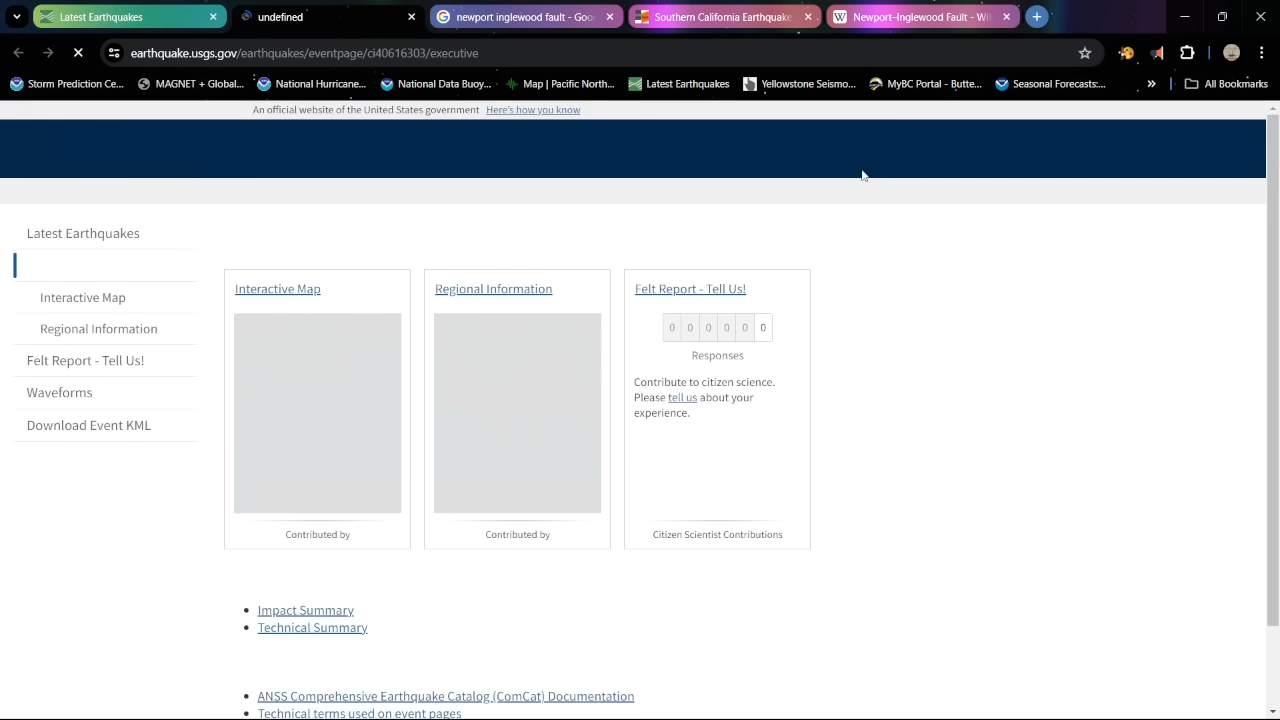 Latest Earthquakes
undefined
newport inglewood fault - Goo
Southern California Earthquake
Newport–Inglewood Fault - Wi
earthquake.usgs.gov/earthquakes/eventpage/ci40616303/executive
Storm Prediction Ce...
MAGNET + Global...
National Hurricane...
National Data Buoy...
Map | Pacific North...
Latest Earthquakes
Yellowstone Seismo...
MyBC Portal - Butte...
Seasonal Forecasts:...
All Bookmarks
An official website of the United States government Here's how you know
Latest Earthquakes
Interactive Map
Regional Information
Felt Report - Tell Us!
Waveforms
Download Event KML
Interactive Map
Contributed by
Regional Information
Contributed by
Felt Report - Tell Us!
0 0 0 0 0 0
Responses
Contribute to citizen science.
Please tell us about your
experience.
Citizen Scientist Contributions
Impact Summary
Technical Summary
ANSS Comprehensive Earthquake Catalog (ComCat) Documentation
Technical terms used on event pages